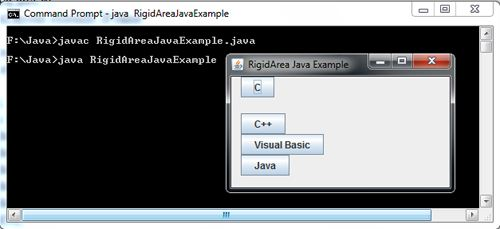 Command Prompt - java  RigidAreaJavaExample
F:\Java>javac RigidAreaJavaExample.java
F:\Java>java RigidAreaJavaExample
RigidArea Java Example
C
C++
Visual Basic
Java